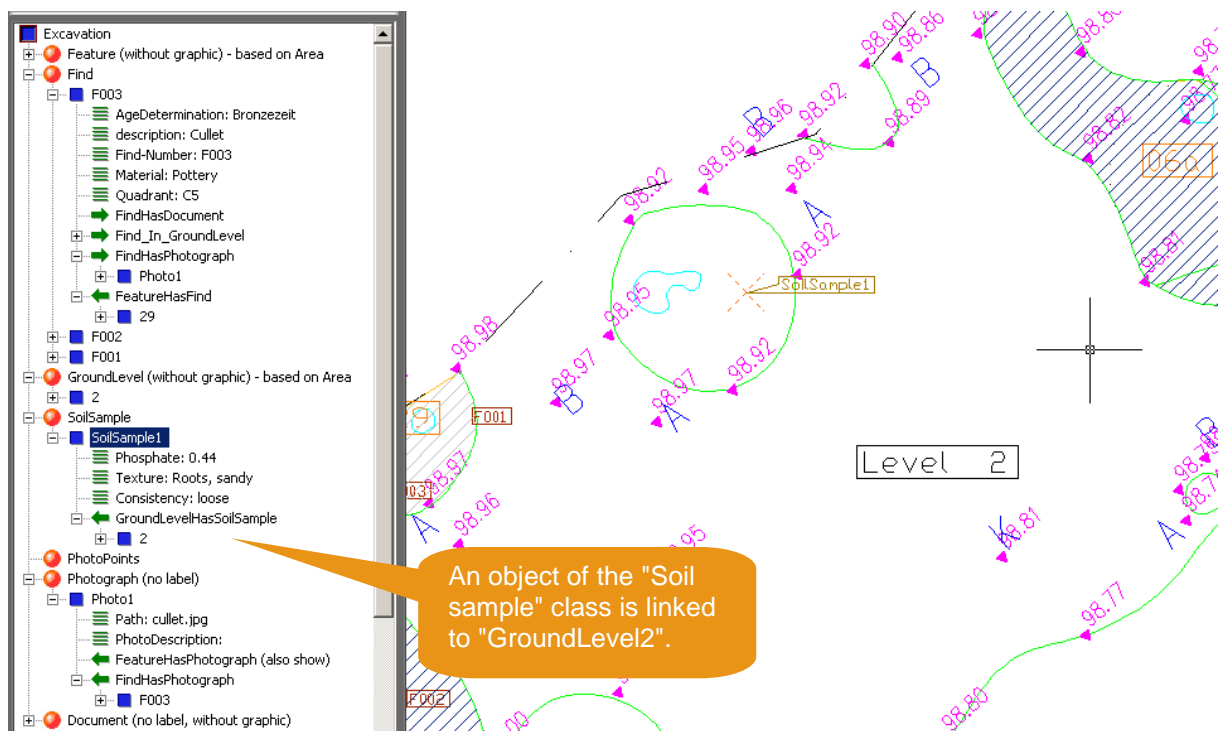 Excavation
Feature (without graphic) - based on Area
Find
F003
AgeDetermination: Bronzezeit
description: Cullet
Find-Number: F003
Material: Pottery
Quadrant: C5
FindHasDocument
Find_In_GroundLevel
FindHasPhotograph
Photo1
FeatureHasFind
29
F002
F001
GroundLevel (without graphic) - based on Area
2
SoilSample
SoilSample1
Phosphate: 0.44
Texture: Roots, sandy
Consistency: loose
GroundLevelHasSoilSample
2
PhotoPoints
Photograph (no label)
Photo1
Path: cullet.jpg
PhotoDescription:
FeatureHasPhotograph (also show)
FindHasPhotograph
F003
Document (no label, without graphic)
An object of the "Soil
sample" class is linked
to "GroundLevel2".
98.90
98.86
B
98.92
98.96
B
98.95
98.89
98.94
98.92
A
98.92
SoilSample1
98.95
98.98
98.92
98.97
B
98.97
A
F001
98.97
A
98.96
F002
98.82
06a
98.81
Level 2
K
98.81
98.77
98.80
B
A